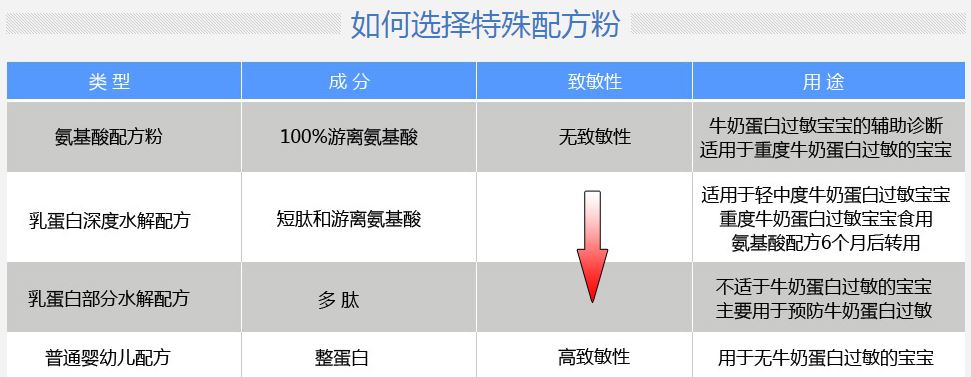 如何选择特殊配方粉
类型 成分 致敏性 用途
氨基酸配方粉 100%游离氨基酸 无致敏性 牛奶蛋白过敏宝宝的辅助诊断
适用于重度牛奶蛋白过敏的宝宝
乳蛋白深度水解配方 短肽和游离氨基酸 适用于轻中度牛奶蛋白过敏宝宝
重度牛奶蛋白过敏宝宝食用
氨基酸配方6个月后转用
乳蛋白部分水解配方 多肽 不适于牛奶蛋白过敏的宝宝
主要用于预防牛奶蛋白过敏
普通婴幼儿配方 整蛋白 高致敏性 用于无牛奶蛋白过敏的宝宝